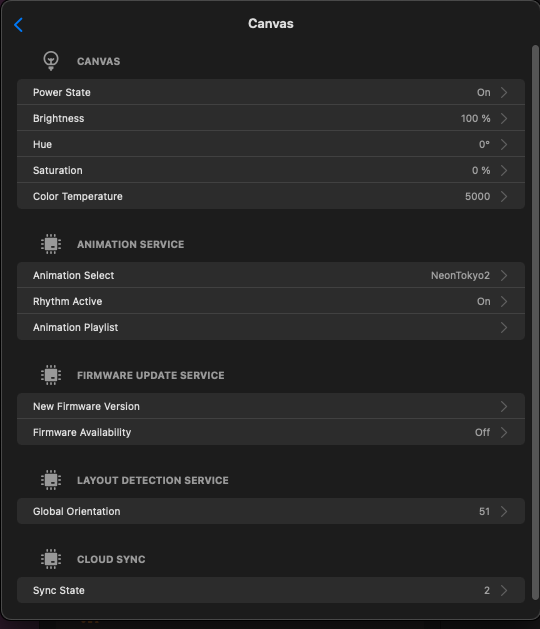 Canvas
CANVAS
Power State On
Brightness 100 %
Hue 0°
Saturation 0 %
Color Temperature 5000
ANIMATION SERVICE
Animation Select NeonTokyo2
Rhythm Active On
Animation Playlist
FIRMWARE UPDATE SERVICE
New Firmware Version
Firmware Availability Off
LAYOUT DETECTION SERVICE
Global Orientation 51
CLOUD SYNC
Sync State 2